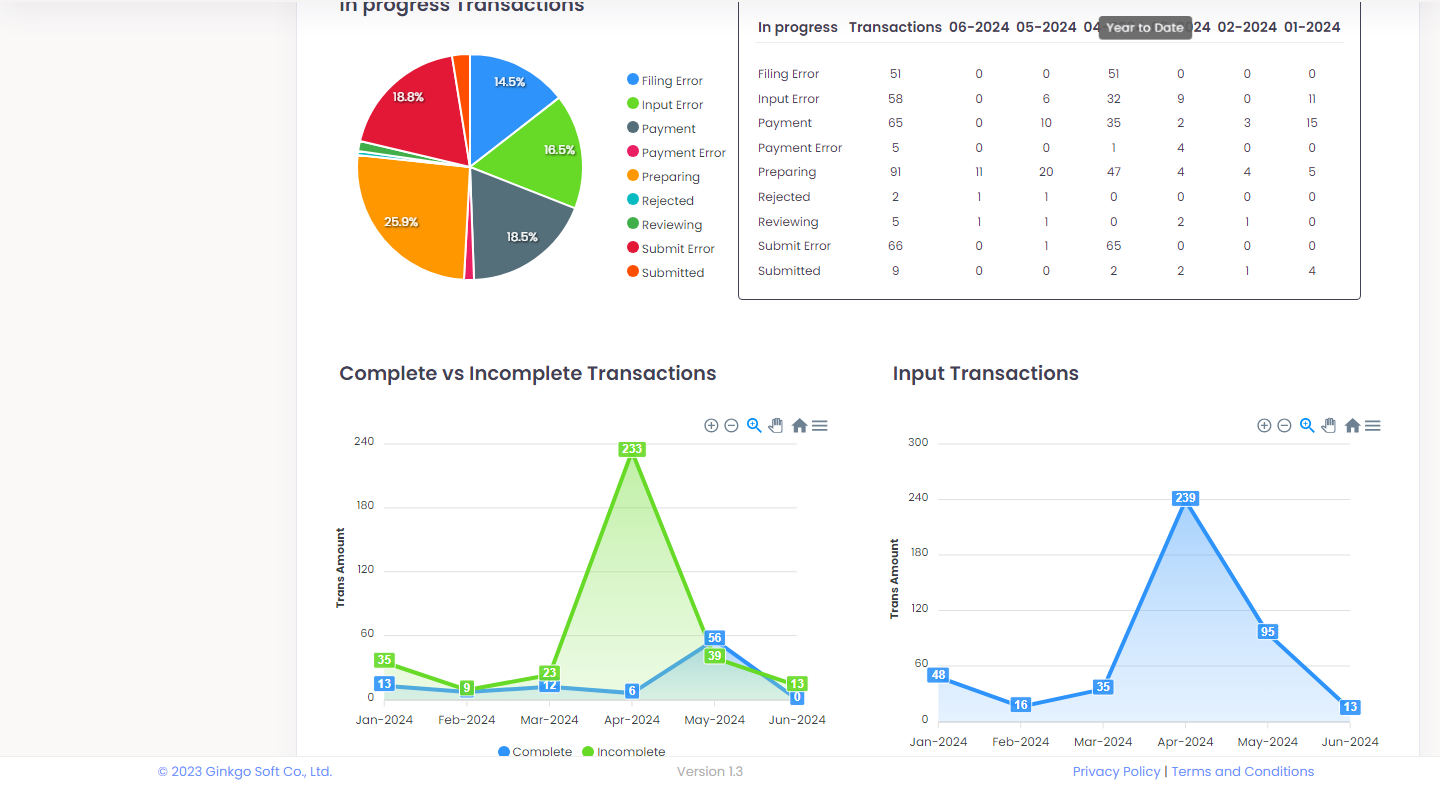 In progress Transactions
In progress Transactions 06-2024 05-2024 04 24 02-2024 01-2024
Year to Date
Filing Error 51 0 0 51 0 0 0
Input Error 58 0 6 32 9 0 11
Payment 65 0 10 35 2 3 15
Payment Error 5 0 0 1 4 0 0
Preparing 91 11 20 47 4 4 5
Rejected 2 1 1 0 0 0 0
Reviewing 5 1 1 0 2 1 0
Submit Error 66 0 1 65 0 0 0
Submitted 9 0 0 2 2 1 4
14.5%
16.5%
18.5%
25.9%
18.8%
Filing Error
Input Error
Payment
Payment Error
Preparing
Rejected
Reviewing
Submit Error
Submitted
Complete vs Incomplete Transactions
Trans Amount
240
180
120
60
0
35
13
9
23
12
233
6
56
39
13
0
Jan-2024 Feb-2024 Mar-2024 Apr-2024 May-2024 Jun-2024
Complete Incomplete
Input Transactions
Trans Amount
300
240
180
120
60
0
48
16
35
239
95
13
Jan-2024 Feb-2024 Mar-2024 Apr-2024 May-2024 Jun-2024
© 2023 Ginkgo Soft Co., Ltd. Version 1.3 Privacy Policy | Terms and Conditions